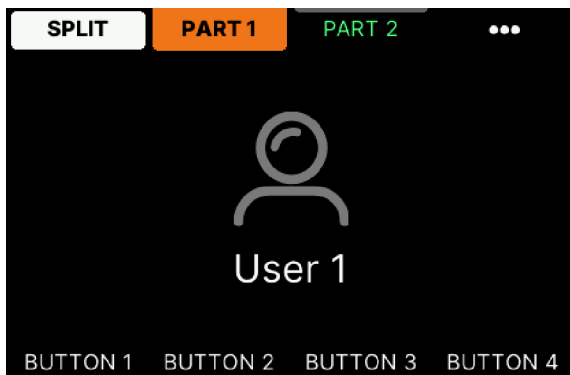 SPLIT PART 1 PART 2 •••
User 1
BUTTON 1 BUTTON 2 BUTTON 3 BUTTON 4